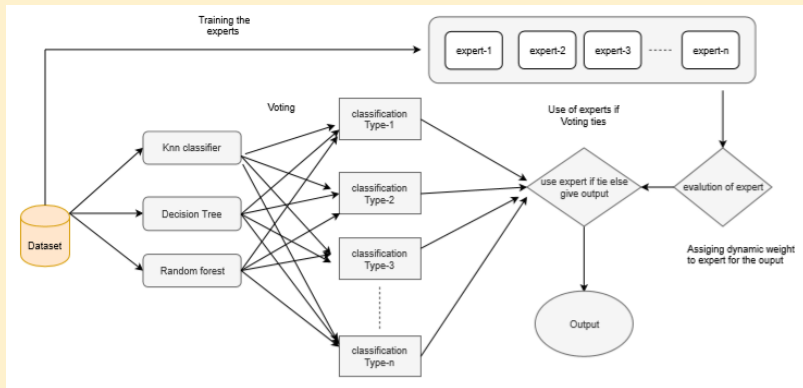 Training the
experts
expert-1
expert-2
expert-3
expert-n
Voting
classification
Type-1
Use of experts if
Voting ties
Knn classifier
classification
Type-2
use expert if tie else
give output
evalution of expert
Decision Tree
Dataset
classification
Type-3
Random forest
Assiging dynamic weight
to expert for the ouput
Output
classification
Type-n